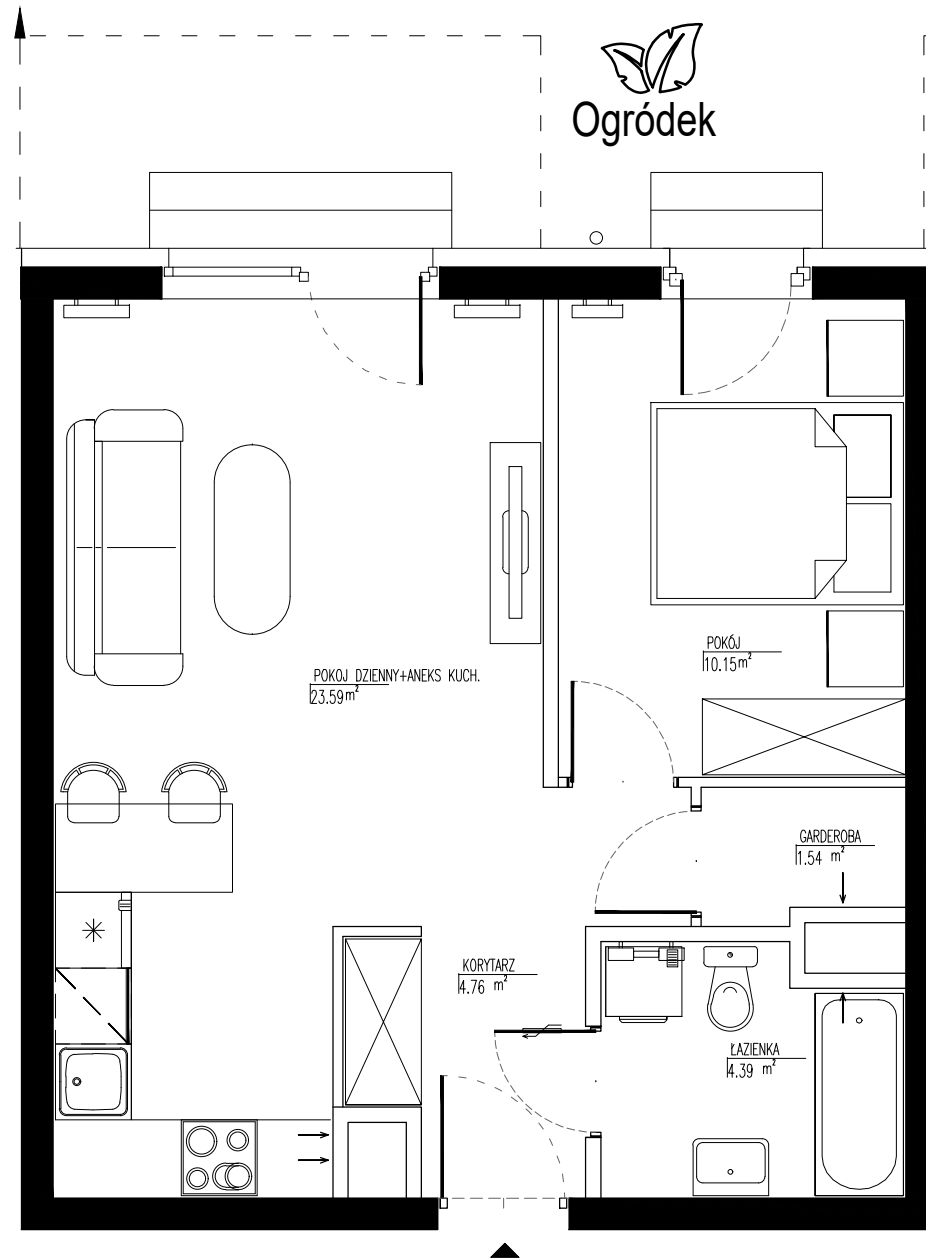 Ogródek
POKÓJ
10.15m²
POKOJ DZIENNY+ANEKS KUCH.
23.59m²
GARDEROBA
1.54 m²
KORYTARZ
4.76 m²
ŁAZIENKA
4.39 m²